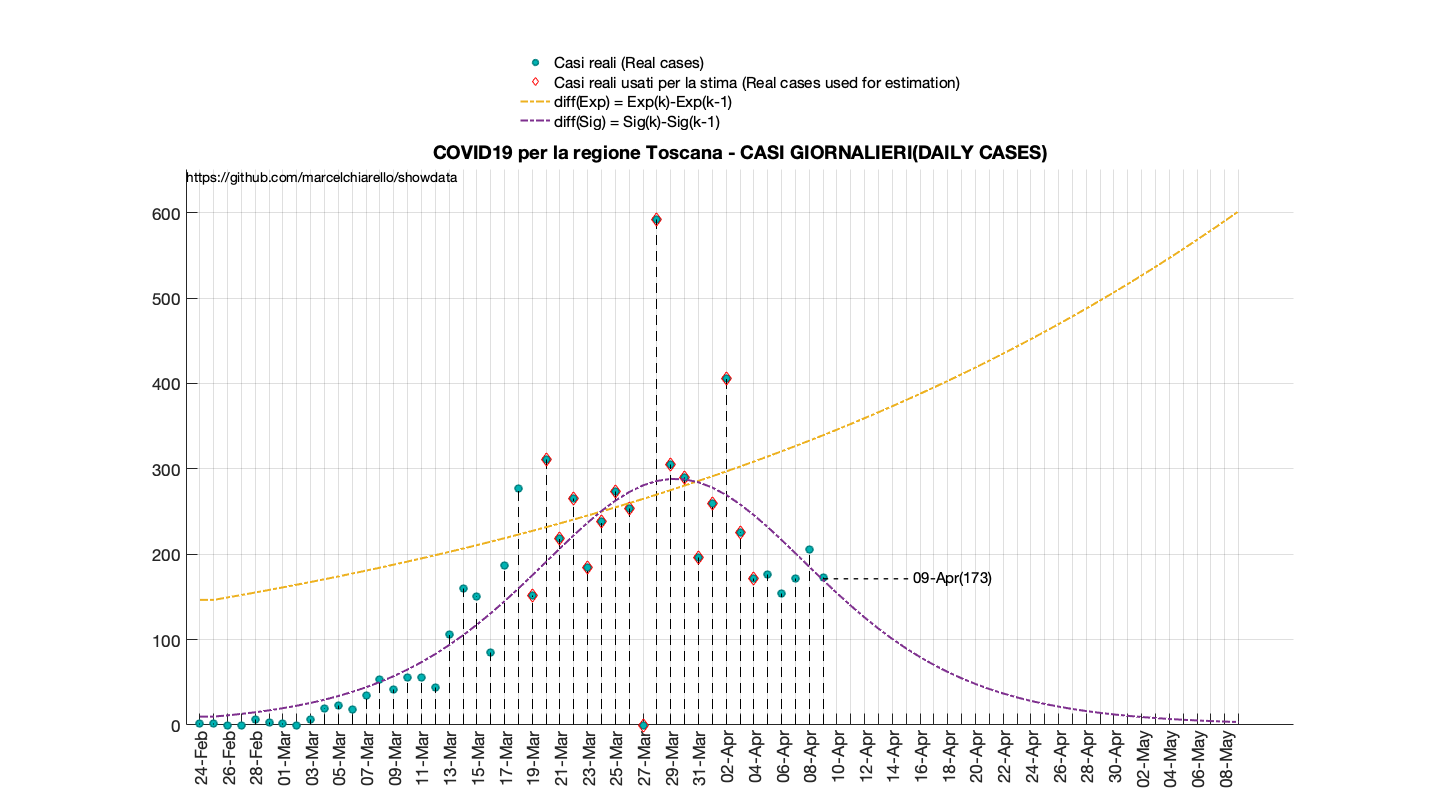 Casi reali (Real cases)
Casi reali usati per la stima (Real cases used for estimation)
diff(Exp) = Exp(k)-Exp(k-1)
diff(Sig) = Sig(k)-Sig(k-1)
COVID19 per la regione Toscana - CASI GIORNALIERI(DAILY CASES)
https://github.com/marcelchiarello/showdata
600
500
400
300
200
100
0
09-Apr(173)
24-Feb
26-Feb
28-Feb
01-Mar
03-Mar
05-Mar
07-Mar
09-Mar
11-Mar
13-Mar
15-Mar
17-Mar
19-Mar
21-Mar
23-Mar
25-Mar
27-Mar
29-Mar
31-Mar
02-Apr
04-Apr
06-Apr
08-Apr
10-Apr
12-Apr
14-Apr
16-Apr
18-Apr
20-Apr
22-Apr
24-Apr
26-Apr
28-Apr
30-Apr
02-May
04-May
06-May
08-May